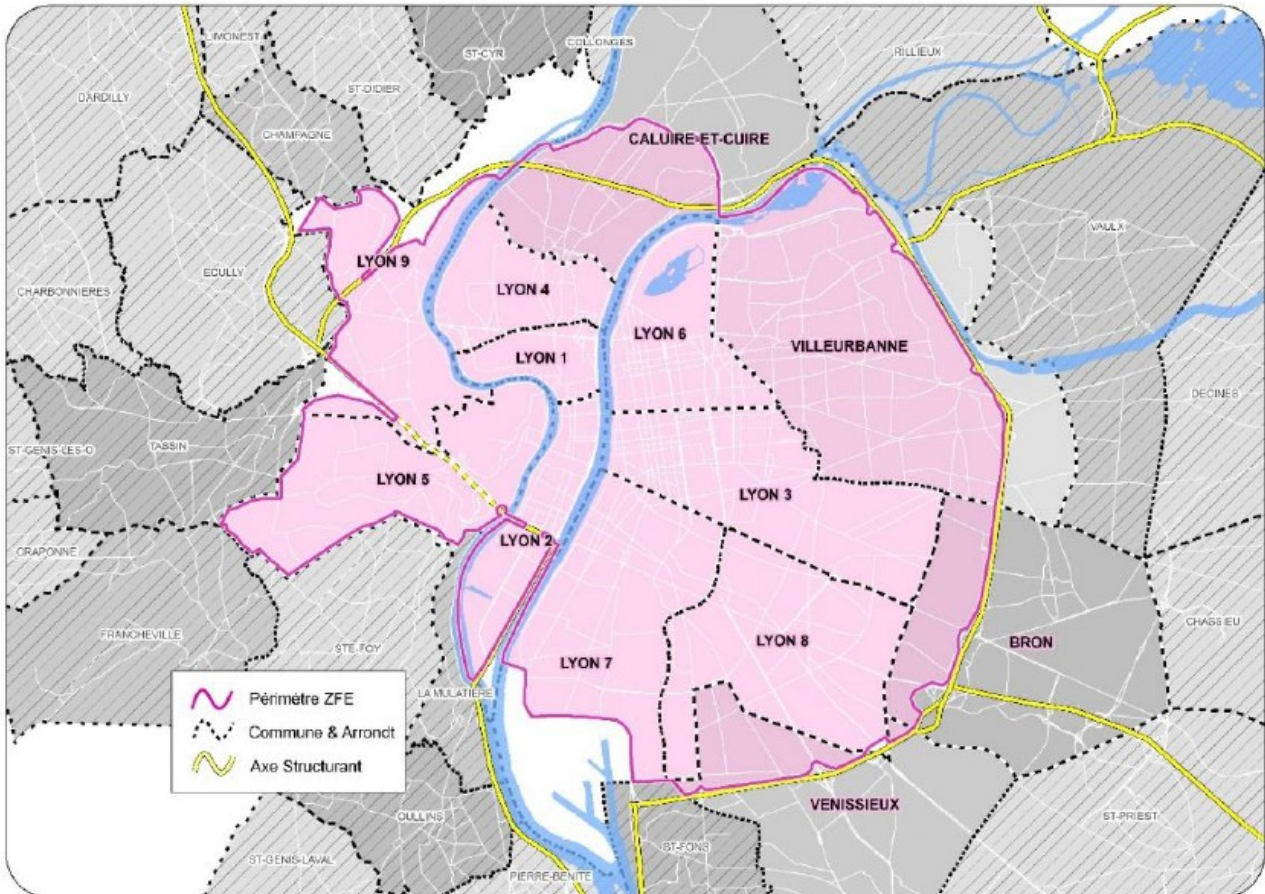 LIMONEST
ST-CYR
COLLONGES
RILLIEUX
DARDILLY
ST-DIDIER
CHAMPAGNE
CALUIRE-ET-CUIRE
VAULX
LYON 9
ECULLY
CHARBONNIERES
LYON 4
LYON 6
LYON 1
VILLEURBANNE
DECINES
ST-GENIS-LES-O
TASSIN
LYON 5
LYON 3
LYON 2
CRAPONNE
CHASSIEU
FRANCHEVILLE
STE-FOY
LYON 8
BRON
LYON 7
LA MULATIERE
Périmètre ZFE
Commune & Arrondt
Axe Structurant
VENISSIEUX
OULLINS
ST-PRIEST
ST-FONS
ST-GENIS-LAVAL
PIERRE-BENITE